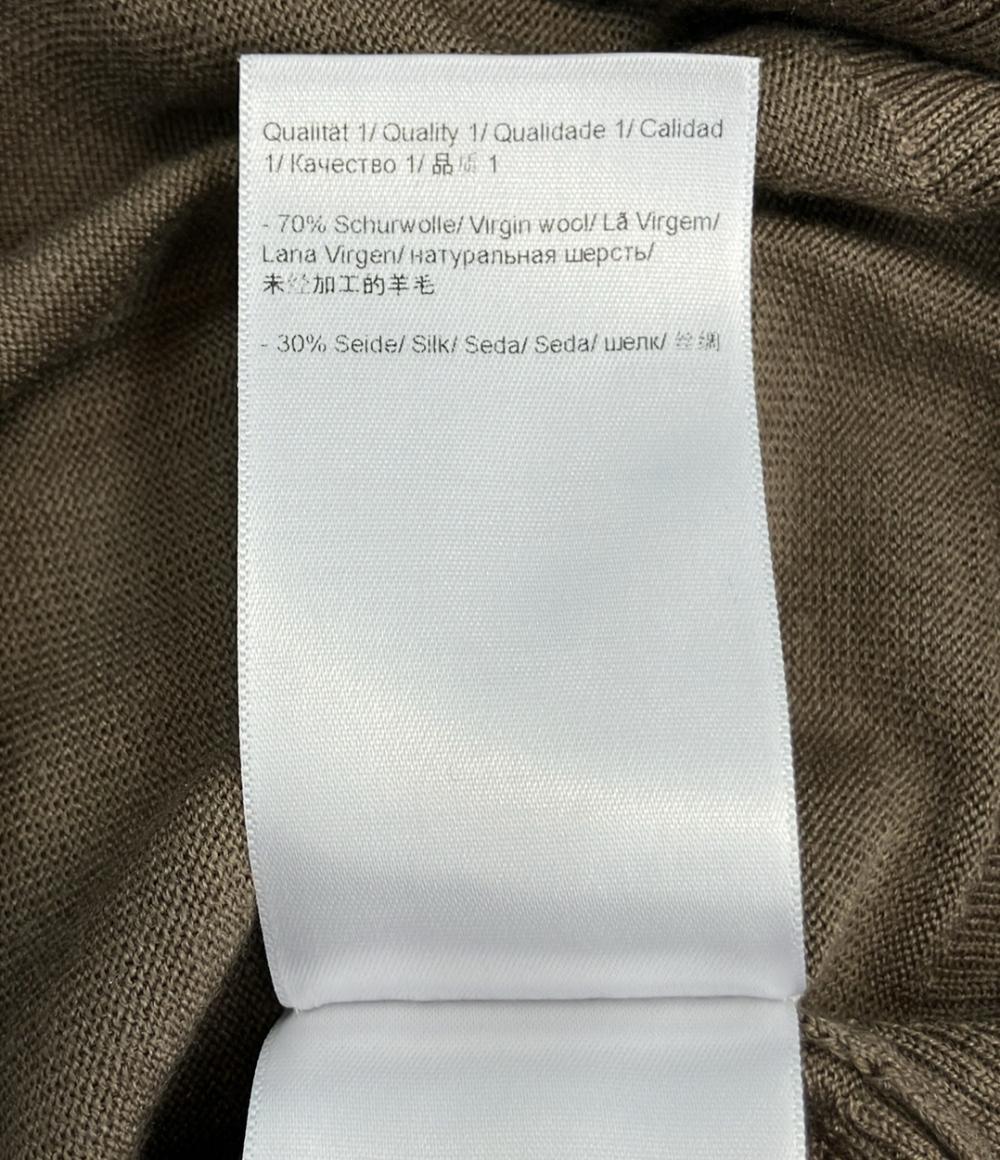 Qualität 1/ Quality 1/ Qualidade 1/ Calidad
1/ Качество 1/ 品质 1
- 70% Schurwolle/ Virgin wool/ Lã Virgem/
Lana Virgen/ натуральная шерсть/
未经加工的羊毛
- 30% Seide/ Silk/ Seda/ Seda/ шелк/ 丝绸